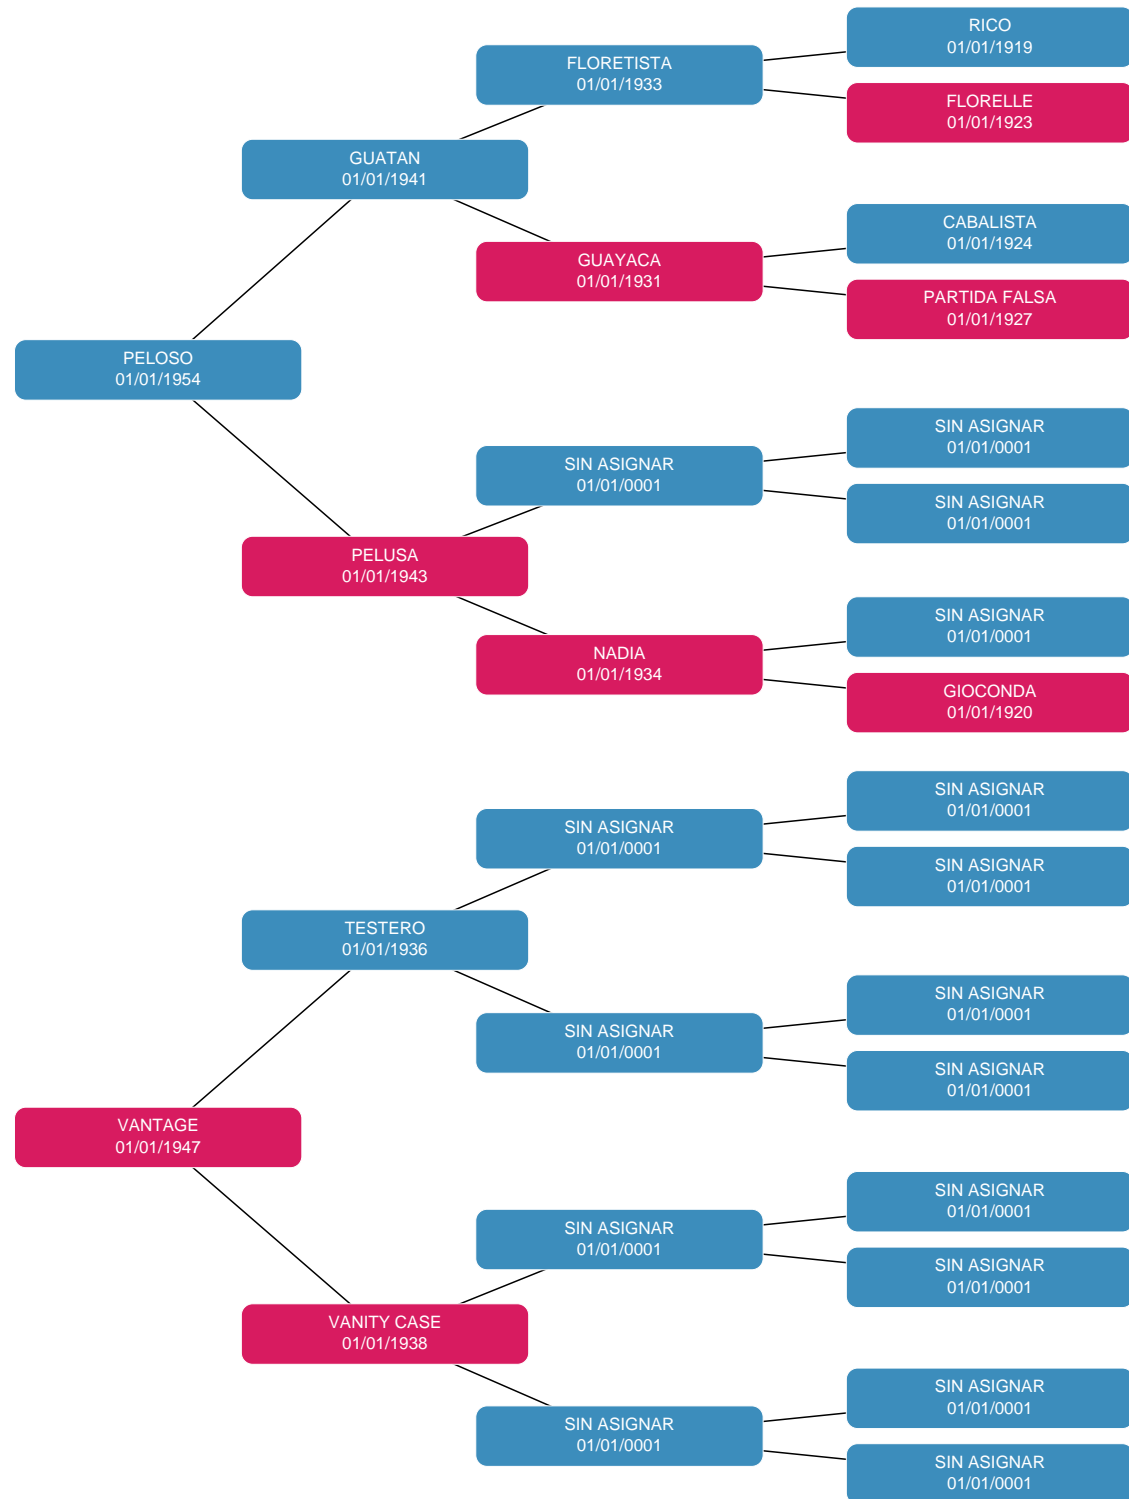 RICO
01/01/1919
FLORETISTA
01/01/1933
FLORELLE
01/01/1923
GUATAN
01/01/1941
CABALISTA
01/01/1924
GUAYACA
01/01/1931
PARTIDA FALSA
01/01/1927
PELOSO
01/01/1954
SIN ASIGNAR
01/01/0001
SIN ASIGNAR
01/01/0001
SIN ASIGNAR
01/01/0001
PELUSA
01/01/1943
SIN ASIGNAR
01/01/0001
NADIA
01/01/1934
GIOCONDA
01/01/1920
SIN ASIGNAR
01/01/0001
SIN ASIGNAR
01/01/0001
SIN ASIGNAR
01/01/0001
TESTERO
01/01/1936
SIN ASIGNAR
01/01/0001
SIN ASIGNAR
01/01/0001
SIN ASIGNAR
01/01/0001
VANTAGE
01/01/1947
SIN ASIGNAR
01/01/0001
SIN ASIGNAR
01/01/0001
SIN ASIGNAR
01/01/0001
VANITY CASE
01/01/1938
SIN ASIGNAR
01/01/0001
SIN ASIGNAR
01/01/0001
SIN ASIGNAR
01/01/0001